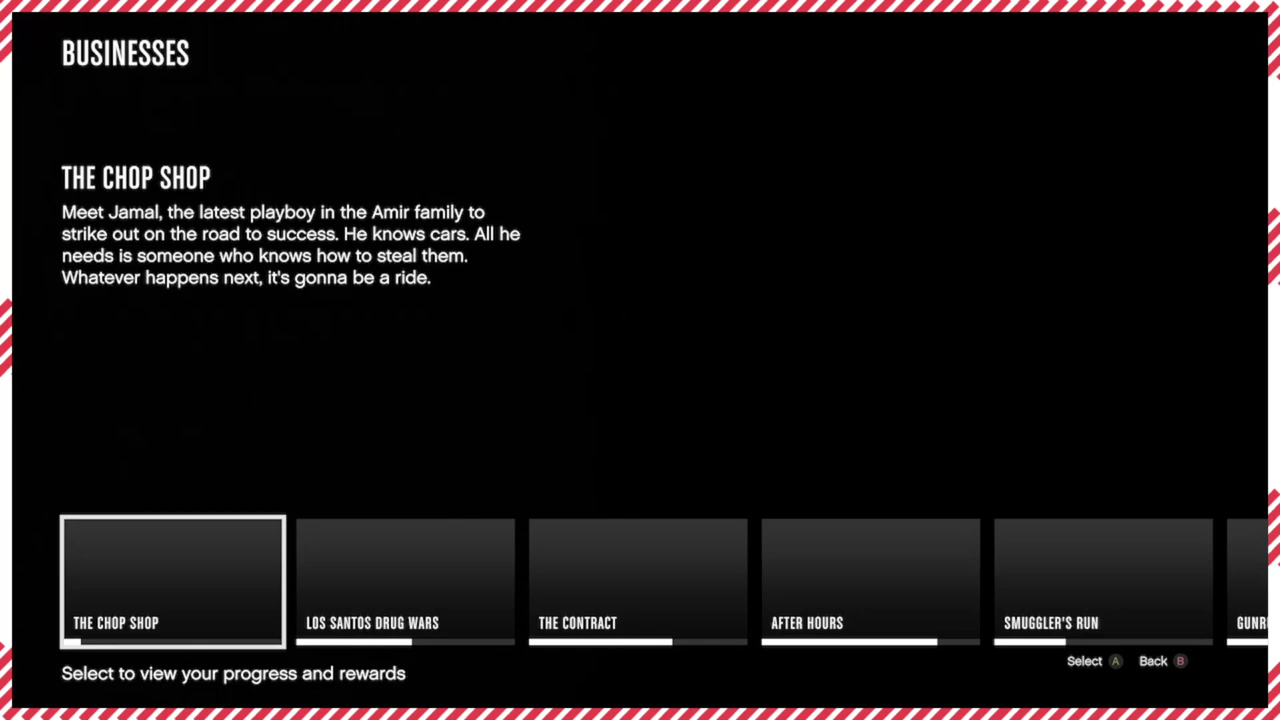 BUSINESSES
THE CHOP SHOP
Meet Jamal, the latest playboy in the Amir family to
strike out on the road to success. He knows cars. All he
needs is someone who knows how to steal them.
Whatever happens next, it's gonna be a ride.
THE CHOP SHOP
LOS SANTOS DRUG WARS
THE CONTRACT
AFTER HOURS
SMUGGLER'S RUN
GUNR
Select to view your progress and rewards
Select A Back B